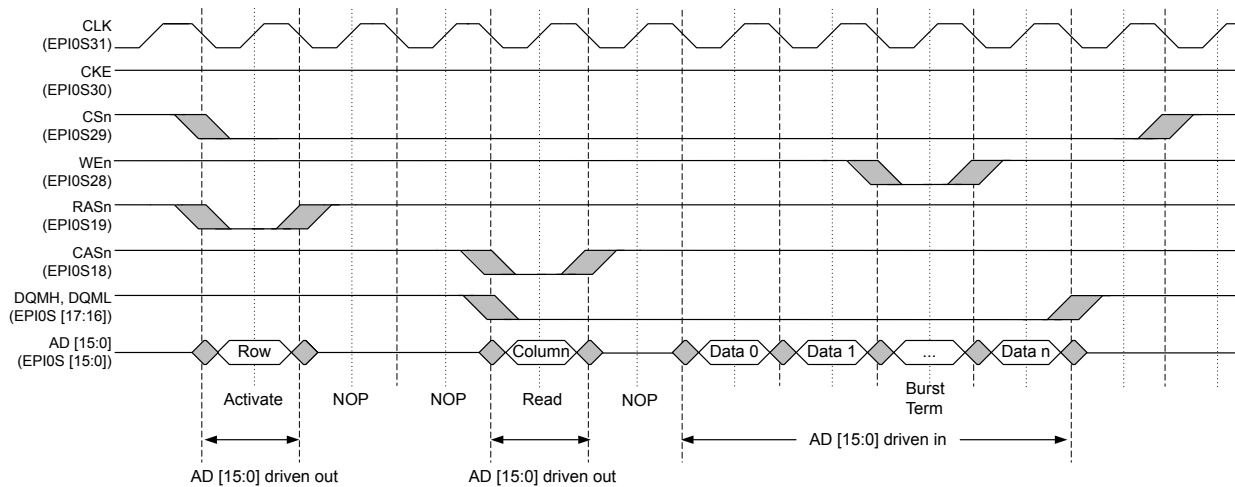 CLK
(EPI0S31)
CKE
(EPI0S30)
CSn
(EPI0S29)
WEn
(EPI0S28)
RASn
(EPI0S19)
CASn
(EPI0S18)
DQMH, DQML
(EPI0S [17:16])
AD [15:0]
(EPI0S [15:0])
Row
Column
Data 0
Data 1
...
Data n
Activate
NOP
NOP
Read
NOP
Burst
Term
AD [15:0] driven in
AD [15:0] driven out
AD [15:0] driven out